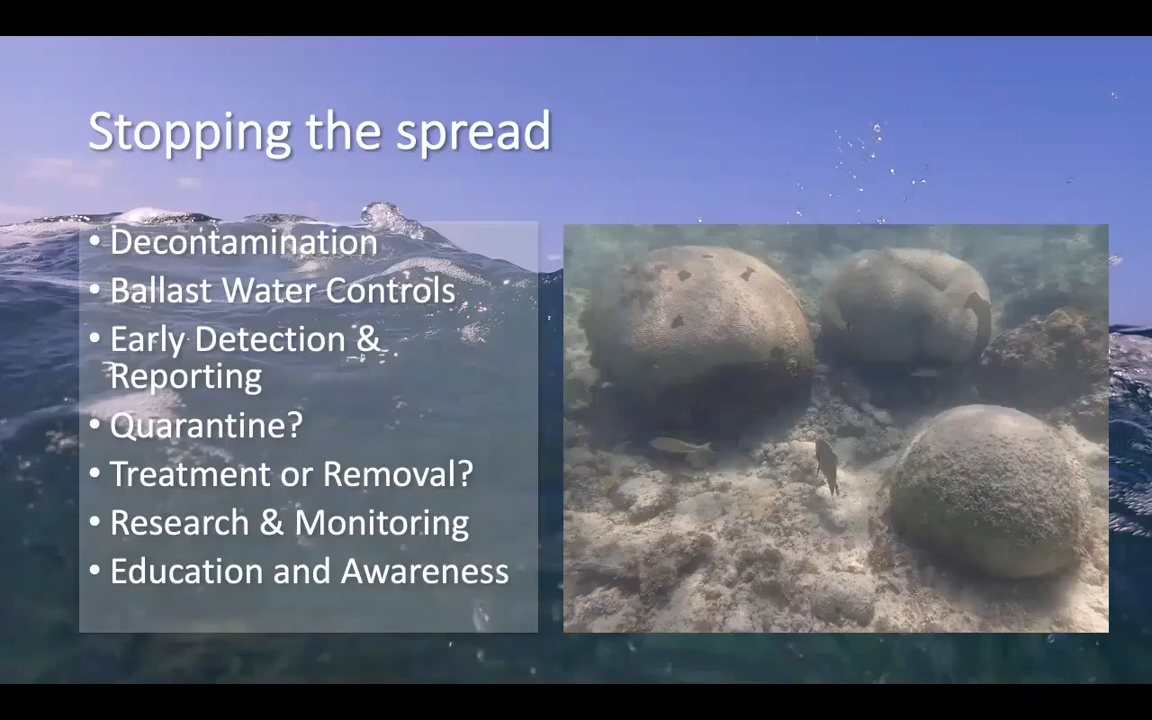 Stopping the spread
• Decontamination
• Ballast Water Controls
• Early Detection &
Reporting
• Quarantine?
• Treatment or Removal?
• Research & Monitoring
• Education and Awareness